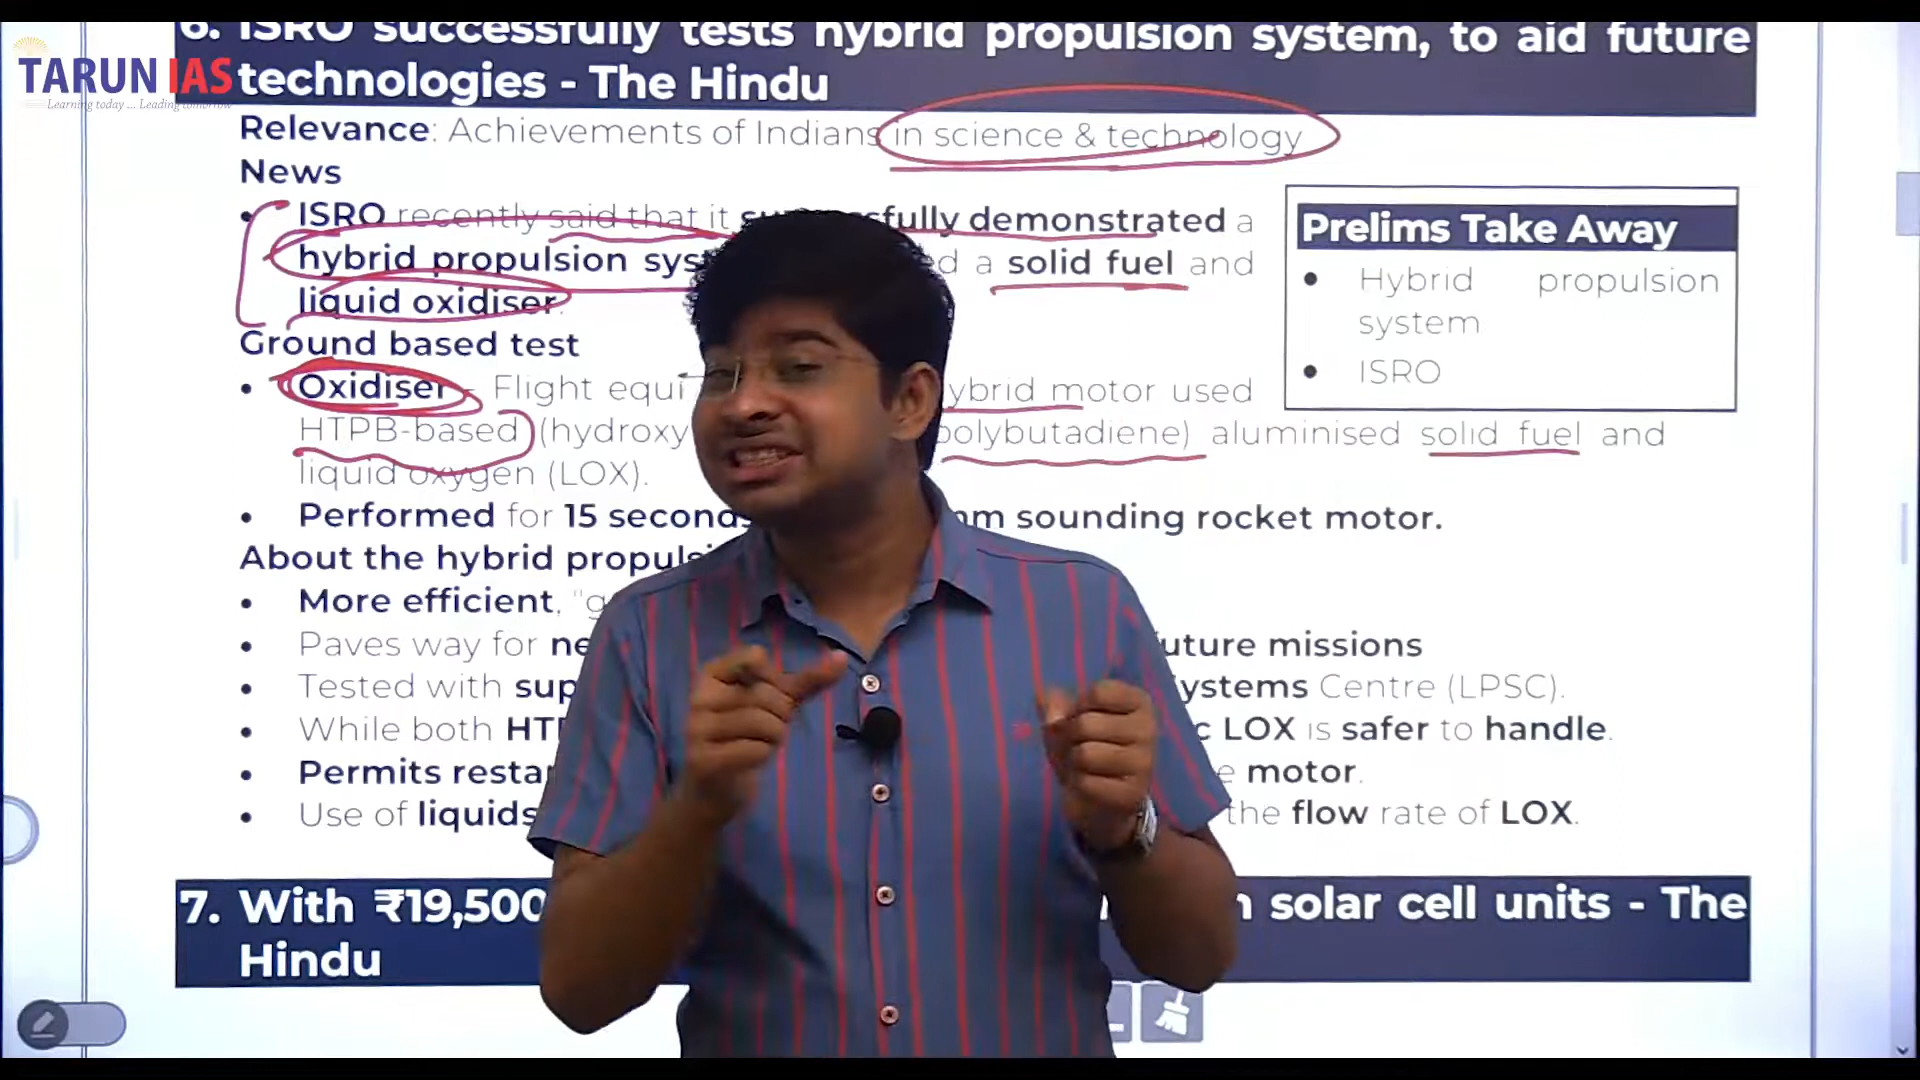 6. ISRO successfully tests hybrid propulsion system, to aid future
TARUN IAS
technologies - The Hindu
Learning today ... Leading tomorrow
Relevance: Achievements of Indians in science & technology
News
• ISRO recently said that it successfully demonstrated a
hybrid propulsion sys d a solid fuel and
liquid oxidiser.
Prelims Take Away
• Hybrid propulsion
system
• ISRO
Ground based test
• Oxidiser - Flight equi ybrid motor used
HTPB-based (hydroxy polybutadiene) aluminised solid fuel and
liquid oxygen (LOX).
• Performed for 15 seconds mm sounding rocket motor.
About the hybrid propulsi
• More efficient, "g
• Paves way for ne uture missions
• Tested with sup ystems Centre (LPSC).
• While both HT c LOX is safer to handle.
• Permits restar e motor.
• Use of liquids the flow rate of LOX.
7. With ₹19,500 n solar cell units - The
Hindu